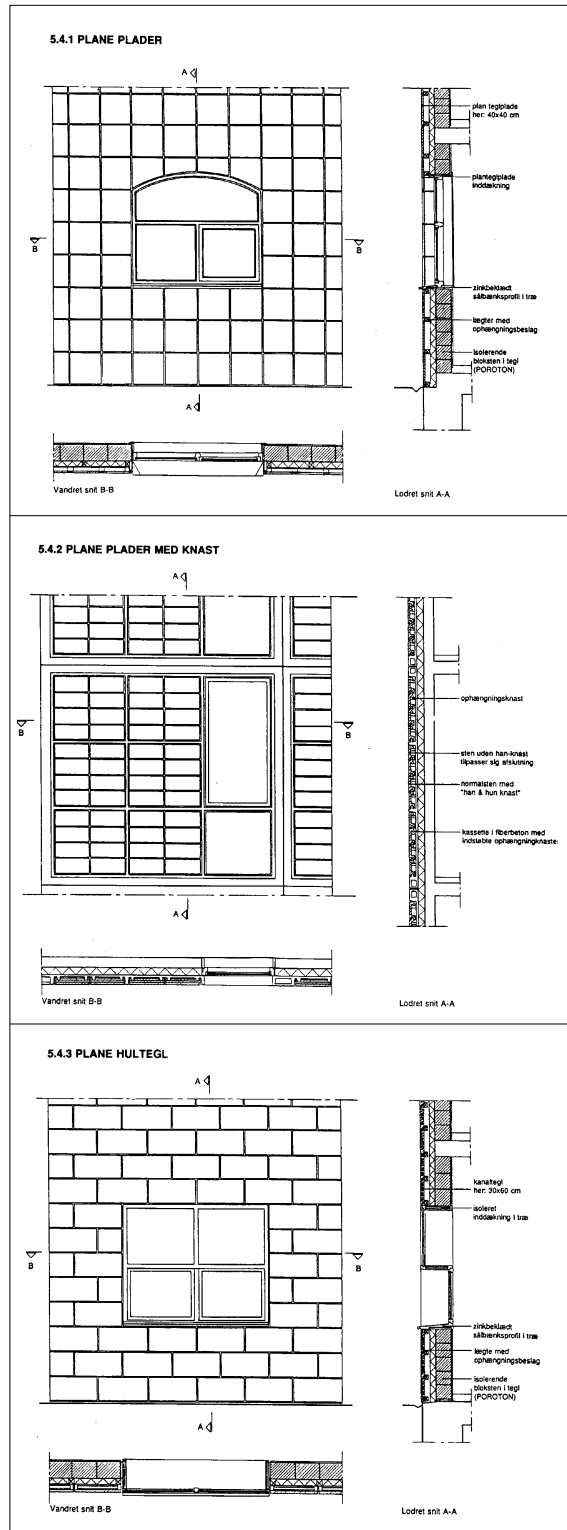 5.4.1 PLANE PLADER
A
plan teglplade
her: 40x40 cm
planteglplade
inddækning
B
B
zinkbeklædt
sålbænksprofil i træ
lægter med
ophængningsbeslag
isolerende
bloksten i tegl
(POROTON)
A
Vandret snit B-B
Lodret snit A-A
5.4.2 PLANE PLADER MED KNAST
A
ophængningsknast
B
B
sten uden han-knast
tilpasser sig afslutning
normalsten med
"han & hun knast"
kassette i fiberbeton med
indstøbte ophængningknaster
A
Vandret snit B-B
Lodret snit A-A
5.4.3 PLANE HULTEGL
A
kanaltegl
her: 30x60 cm
isoleret
inddækning i træ
B
B
zinkbeklædt
sålbænksprofil i træ
lægte med
ophængningsbeslag
isolerende
bloksten i tegl
(POROTON)
A
Vandret snit B-B
Lodret snit A-A